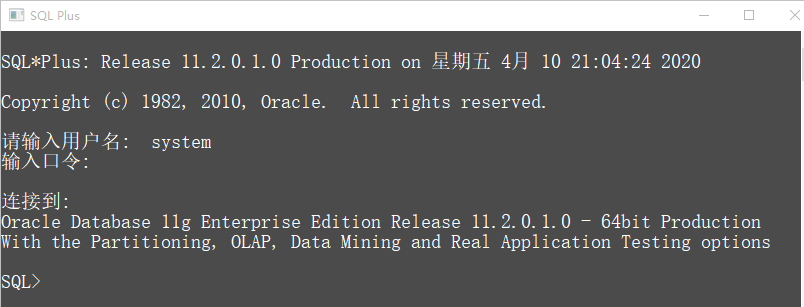 SQL Plus
SQL*Plus: Release 11.2.0.1.0 Production on 星期五 4月 10 21:04:24 2020
Copyright (c) 1982, 2010, Oracle.  All rights reserved.
请输入用户名:  system
输入口令:
连接到:
Oracle Database 11g Enterprise Edition Release 11.2.0.1.0 - 64bit Production
With the Partitioning, OLAP, Data Mining and Real Application Testing options
SQL>